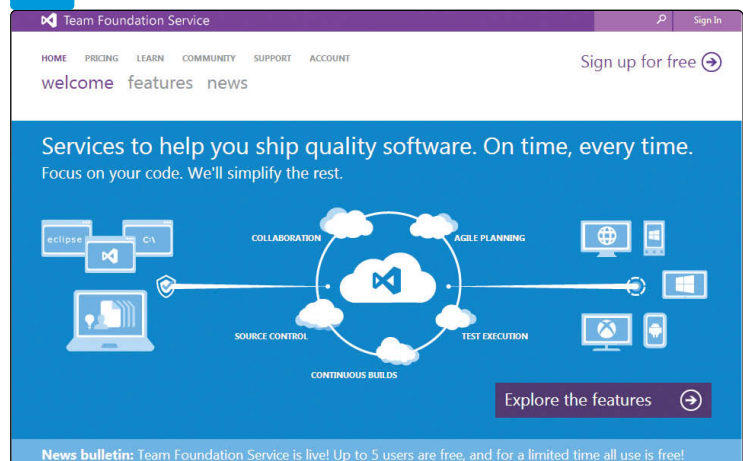 Team Foundation Service
Sign In
HOME PRICING LEARN COMMUNITY SUPPORT ACCOUNT
Sign up for free
welcome features news
Services to help you ship quality software. On time, every time.
Focus on your code. We'll simplify the rest.
eclipse
C:\
COLLABORATION
AGILE PLANNING
SOURCE CONTROL
TEST EXECUTION
CONTINUOUS BUILDS
Explore the features
News bulletin: Team Foundation Service is live! Up to 5 users are free, and for a limited time all use is free!